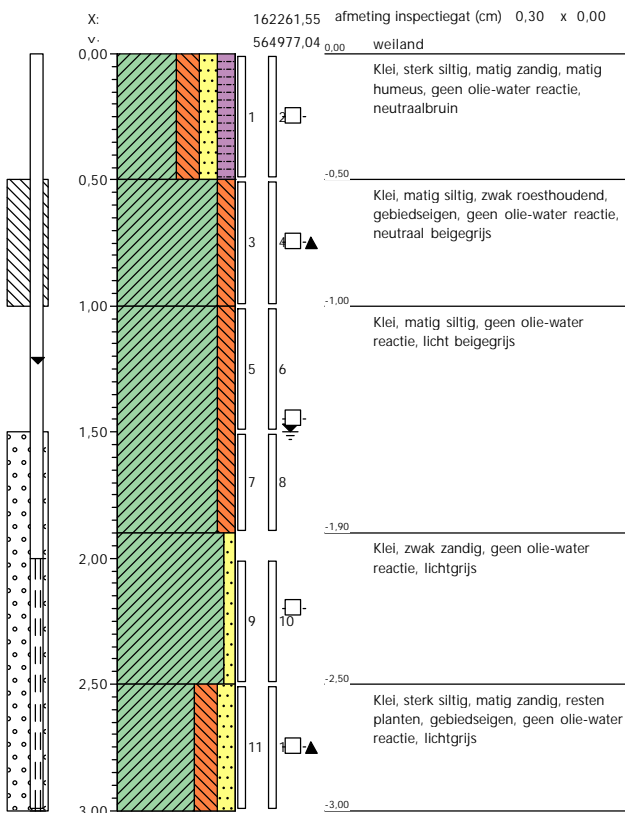 X: 162261,55 afmeting inspectiegat (cm) 0,30 x 0,00
564977,04 0,00 weiland
0,00
Klei, sterk siltig, matig zandig, matig
humeus, geen olie-water reactie,
neutraalbruin
1 2
0,50 -0,50
Klei, matig siltig, zwak roesthoudend,
gebiedseigen, geen olie-water reactie,
neutraal beigegrijs
3 4
1,00 -1,00
Klei, matig siltig, geen olie-water
reactie, licht beigegrijs
5 6
1,50
7 8
-1,90
Klei, zwak zandig, geen olie-water
reactie, lichtgrijs
2,00
9 10
2,50 -2,50
Klei, sterk siltig, matig zandig, resten
planten, gebiedseigen, geen olie-water
reactie, lichtgrijs
11
3,00 -3,00